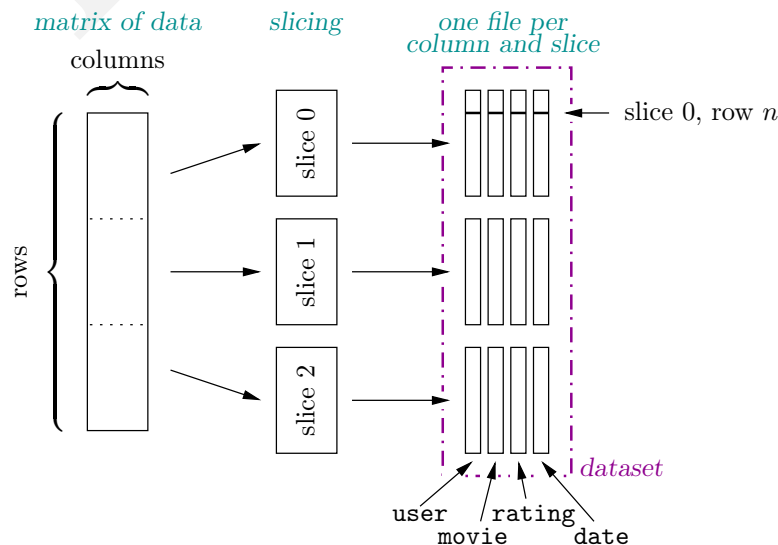 matrix of data
slicing
one file per
column and slice
columns
rows
slice 0
slice 1
slice 2
slice 0, row n
dataset
user
movie
rating
date